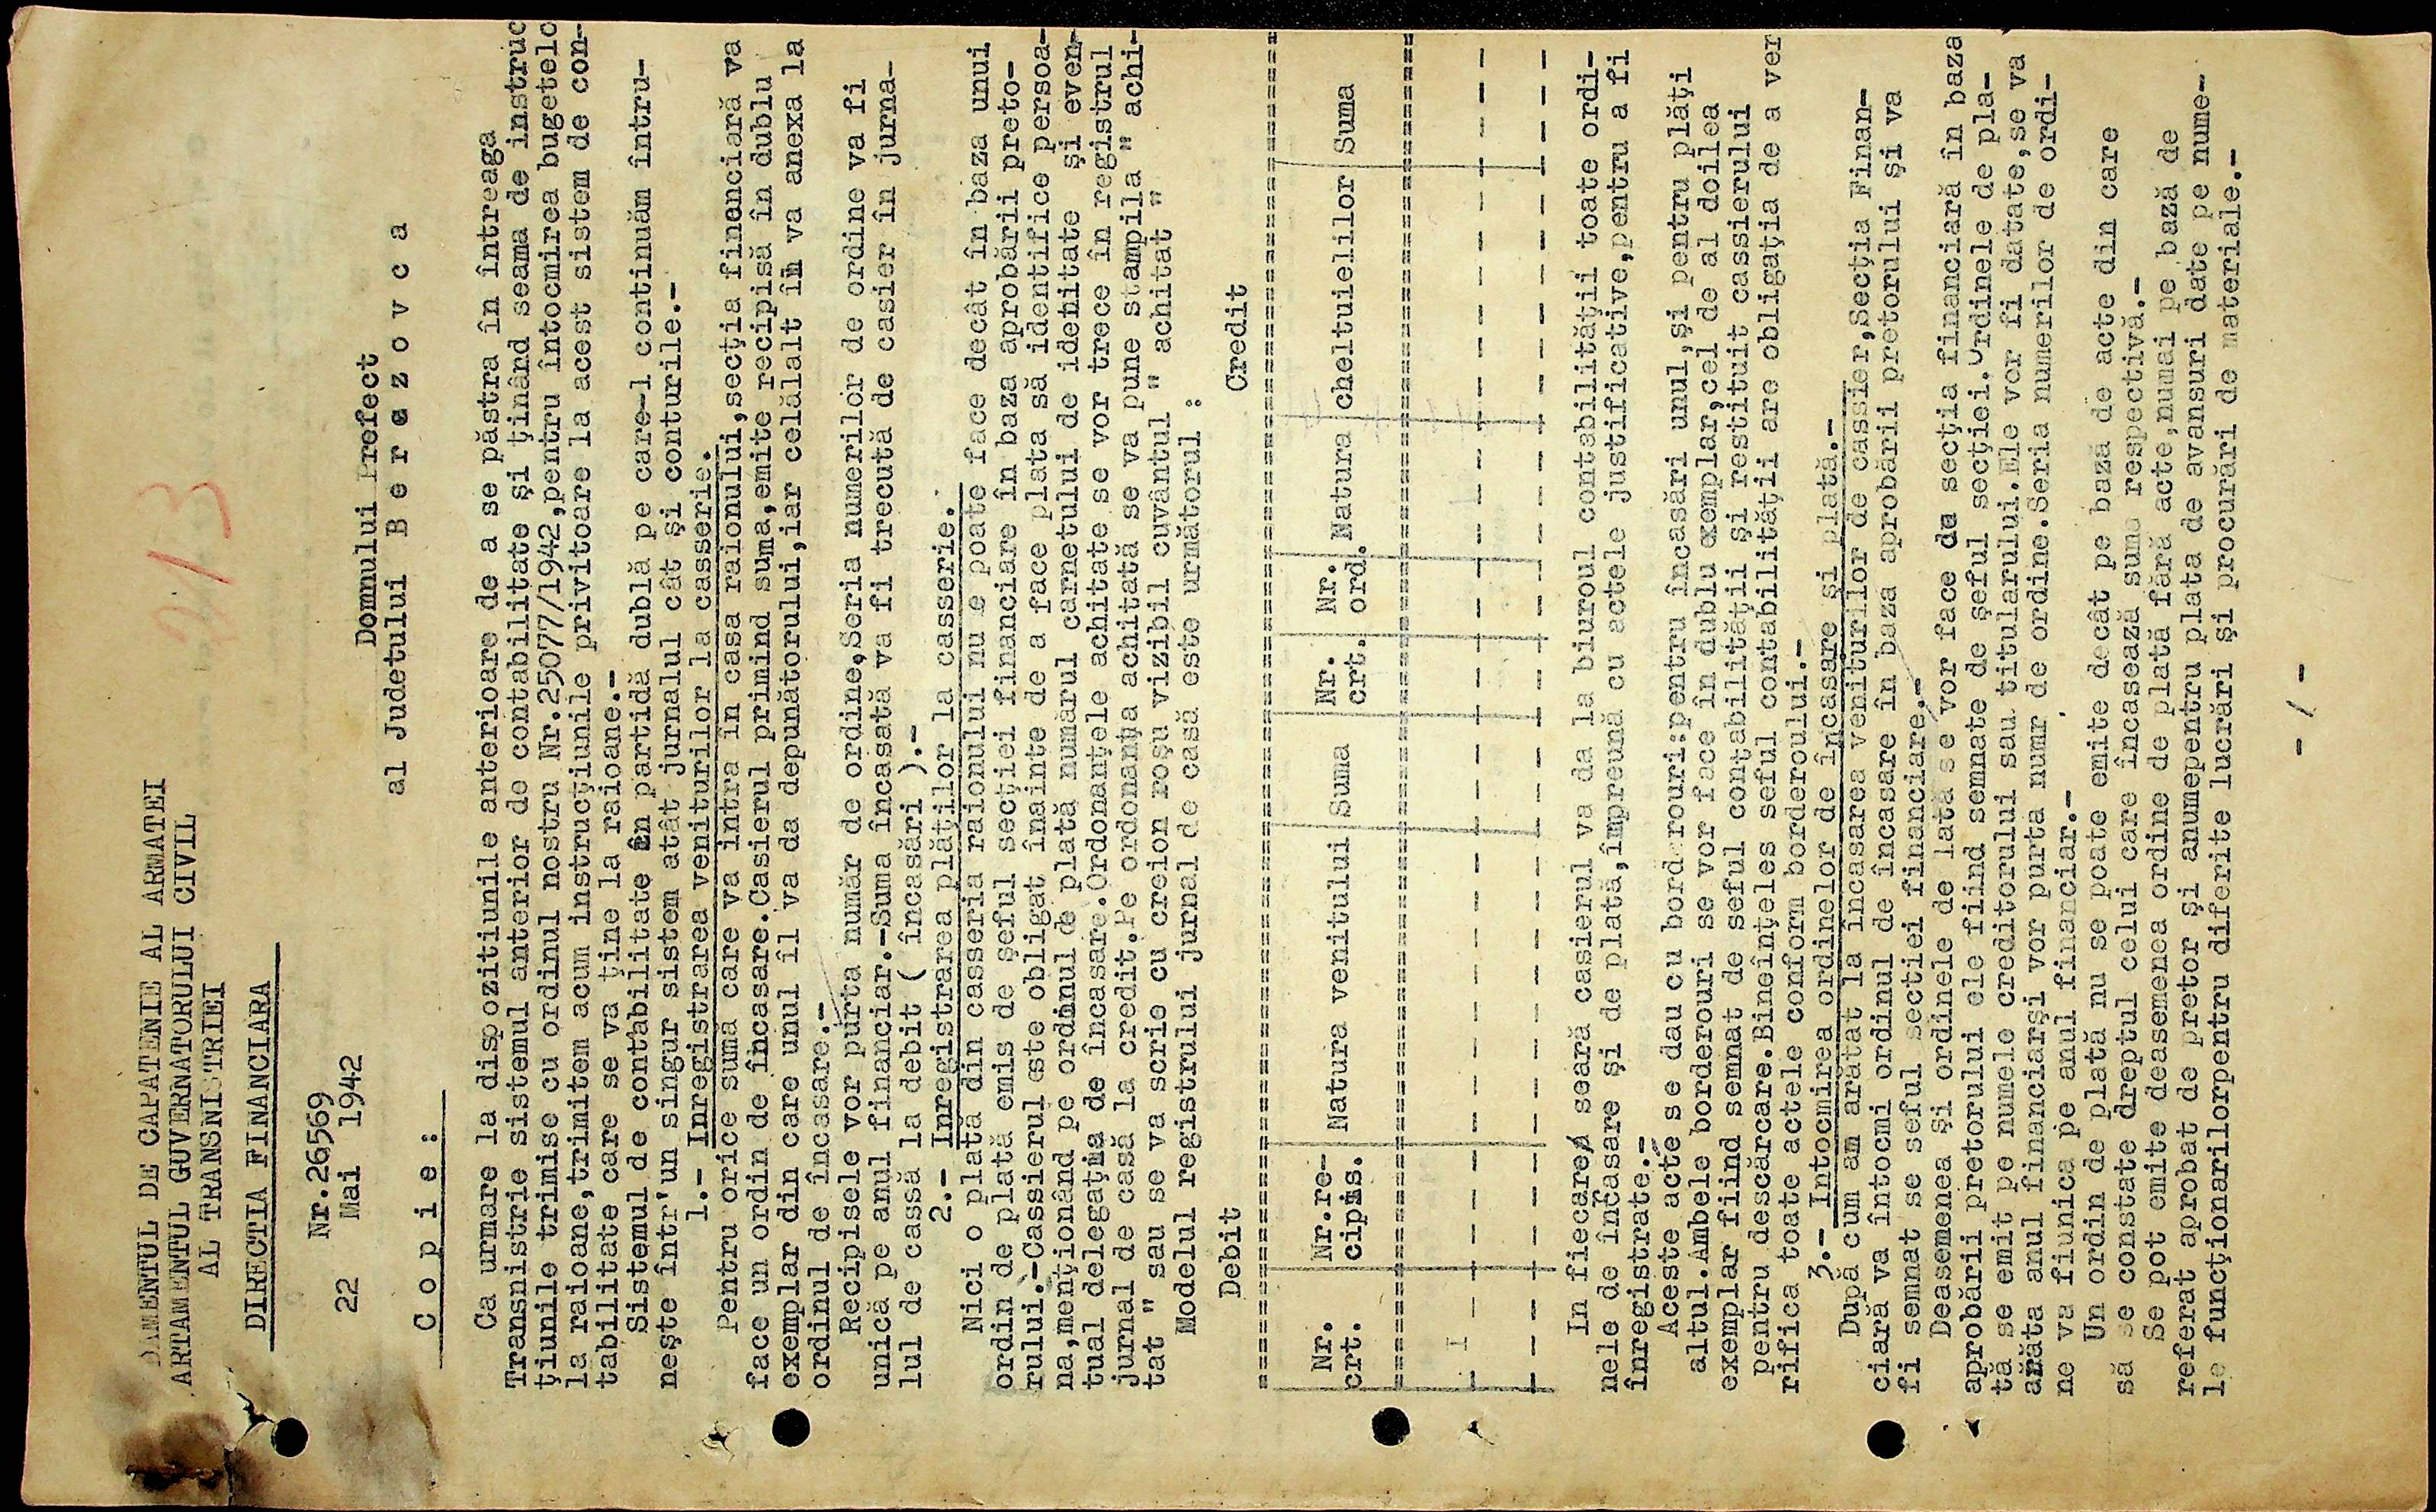 DAMENTUL DE CAPATENIE AL ARMATEI
ARTAMENTUL GUVERNATORULUI CIVIL
AL TRANSNISTRIEI
DIRECTIA FINANCIARA
Nr.26569
22 Mai 1942
213
Domnului Prefect
al Judetului B e r e z o v c a
C o p i e :
Ca urmare la dispozitiunile anterioare de a se păstra în întreaga
Transnistrie sistemul anterior de contabilitate şi ţinând seama de instruc
ţiunile trimise cu ordinul nostru Nr.25077/1942,pentru întocmirea bugetelo
la raioane,trimitem acum instrucţiunile privitoare la acest sistem de con-
tabilitate care se va ţine la raioane.-
Sistemul de contabilitate în partidă dublă pe care-l continuăm întru-
neşte într'un singur sistem atât jurnalul cât şi conturile.-
1.- Inregistrarea veniturilor la casserie.
Pentru orice suma care va intra în casa raionului,secţia financiară va
face un ordin de încasare.Casierul primind suma,emite recipisă în dublu
exemplar din care unul îl va da depunătorului,iar celălalt îm va anexa la
ordinul de încasare.-
Recipisele vor purta număr de ordine,Seria numerilor de ordine va fi
unică pe anul financiar.-Suma încasată va fi trecută de casier în jurna-
lul de cassă la debit ( încasări ).-
2.- Inregistrarea plăţilor la casserie.
Nici o plată din casseria raionului nu e poate face decât în baza unui
ordin de plată emis de şeful secţiei financiare în baza aprobării preto-
rului.-Cassierul este obligat înainte de a face plata să identifice persoa-
na,menţionând pe ordinul de plată numărul carnetului de idenitate şi even-
tual delegaţia de încasare.Ordonanţele achitate se vor trece în registrul
jurnal de casă la credit.Pe ordonanţa achitată se va pune stampila " achi-
tat " sau se va scrie cu creion roşu vizibil cuvântul " achitat "
Modelul registrului jurnal de casă este următorul :
Debit Credit
Nr. crt. Nr.re- cipis. Natura venitului Suma Nr. crt. Nr. ord. Natura cheltuielilor Suma
In fiecare seară casierul va da la biuroul contabilităţii toate ordi-
nele de încasare şi de plată,împreună cu actele justificative,pentru a fi
înregistrate.-
Aceste acte se dau cu bord rouri:pentru încasări unul,şi pentru plăţi
altul.Ambele borderouri se vor face în dublu exemplar,cel de al doilea
exemplar fiind semnat de şeful contabilităţii şi restituit cassierului
pentru descărcare.Bineînţeles şeful contabilităţii are obligaţia de a ver
rifica toate actele conform borderoului.-
3.- Intocmirea ordinelor de încasare şi plată.-
După cum am arătat la încasarea veniturilor de cassier,Secţia Finan-
ciară va întocmi ordinul de încasare în baza aprobării pretorului şi va
fi semnat se seful sectiei financiare.-
Deasemenea şi ordinele de lată se vor face de secţia financiară în baza
aprobării pretorului ele fiind semnate de şeful secţiei.Ordinele de pla-
tă se emit pe numele creditorului sau titularului.Ele vor fi datate,se va
arăta anul financiarşi vor purta numr de ordine.Seria numerilor de ordi-
ne va fiunica pe anul financiar.-
Un ordin de plată nu se poate emite decât pe bază de acte din care
să se constate dreptul celui care încasează suma respectivă.-
Se pot emite deasemenea ordine de plată fără acte,numai pe bază de
referat aprobat de pretor şi anumepentru plata de avansuri date pe nume-
le funcţionarilorpentru diferite lucrări şi procurări de materiale.-
- / -